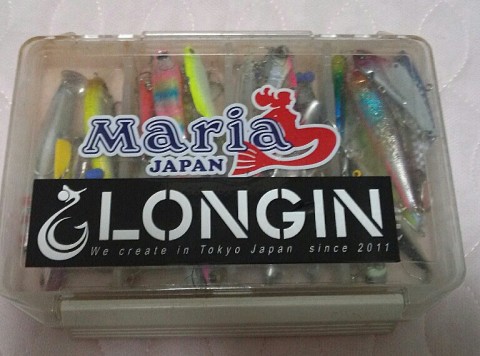 Maria
JAPAN
LONGIN
We create in Tokyo Japan since 2011